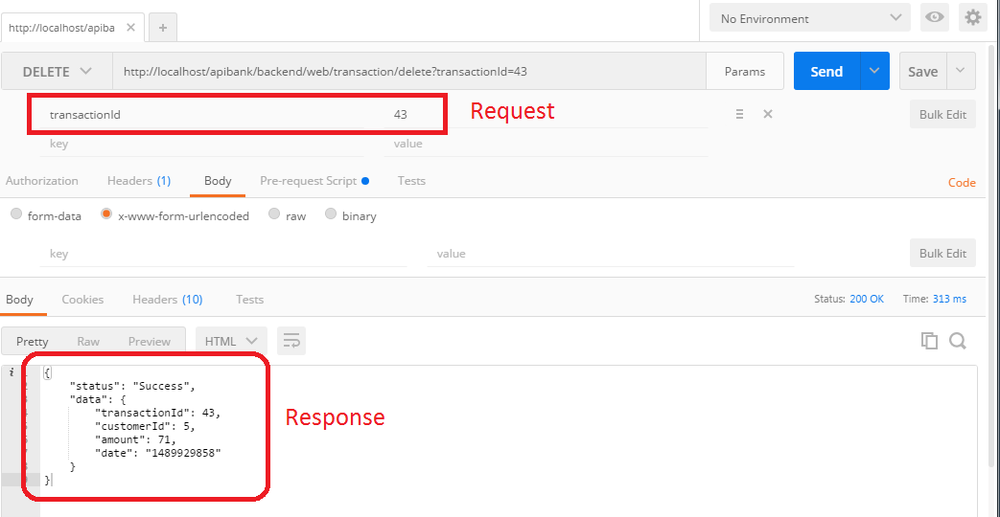 http://localhost/apiba
No Environment
DELETE http://localhost/apibank/backend/web/transaction/delete?transactionId=43 Params Send Save
transactionId 43 Request Bulk Edit
key value
Authorization Headers (1) Body Pre-request Script Tests Code
form-data x-www-form-urlencoded raw binary
key value Bulk Edit
Body Cookies Headers (10) Tests Status: 200 OK Time: 313 ms
Pretty Raw Preview HTML
i {
"status": "Success",
"data": {
"transactionId": 43,
"customerId": 5,
"amount": 71,
"date": "1489929858"
}
}
Response